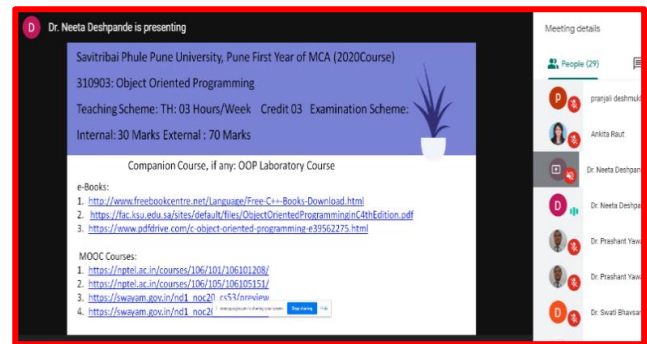 D Dr. Neeta Deshpande is presenting
Savitribai Phule Pune University, Pune First Year of MCA (2020Course)
310903: Object Oriented Programming
Teaching Scheme: TH: 03 Hours/Week Credit 03 Examination Scheme:
Internal: 30 Marks External : 70 Marks
Companion Course, if any: OOP Laboratory Course
e-Books:
1. http://www.freebookcentre.net/Language/Free-C++-Books-Download.html
2. https://fac.ksu.edu.sa/sites/default/files/ObjectOrientedProgramminginC4thEdition.pdf
3. https://www.pdfdrive.com/c-object-oriented-programming-e39562275.html
MOOC Courses:
1. https://nptel.ac.in/courses/106/101/106101208/
2. https://nptel.ac.in/courses/106/105/106105151/
3. https://swayam.gov.in/nd1_noc20_cs53/preview
4. https://swayam.gov.in/nd1_noc2
Stop sharing Hide
Meeting details
People (29)
P pranjali deshmuk
Ankita Raut
Dr. Neeta Deshpan
D Dr. Neeta Deshpa
Dr. Prashant Yaw
Dr. Prashant Yaw
D Dr. Swati Bhavsar